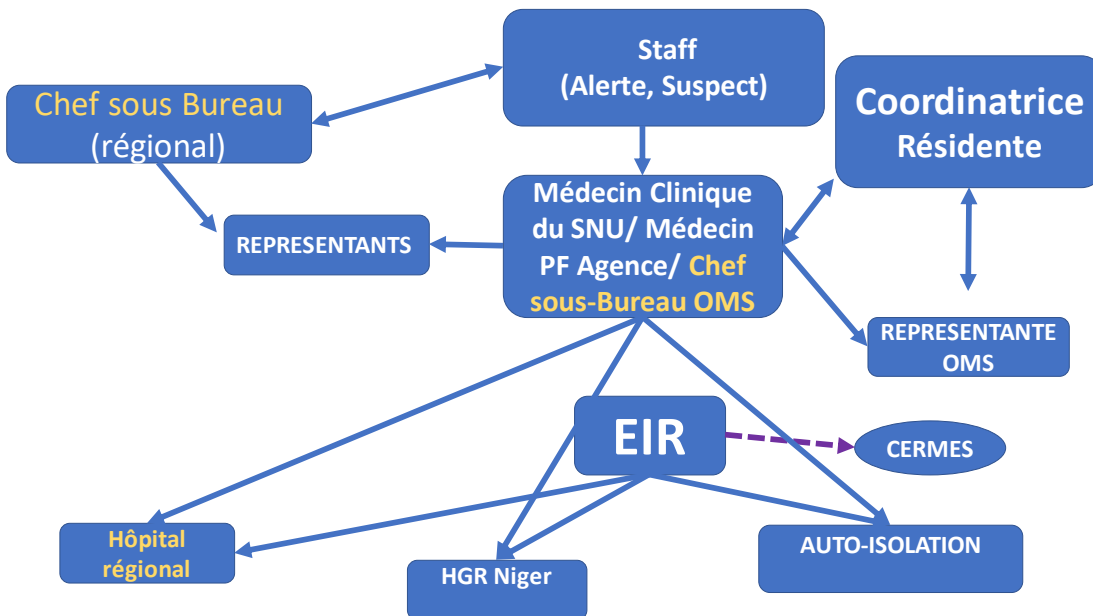 Staff
(Alerte, Suspect)
Chef sous Bureau
(régional)
Coordinatrice
Résidente
Médecin Clinique
du SNU/ Médecin
PF Agence/ Chef
sous-Bureau OMS
REPRESENTANTS
REPRESENTANTE
OMS
EIR
CERMES
Hôpital
régional
HGR Niger
AUTO-ISOLATION